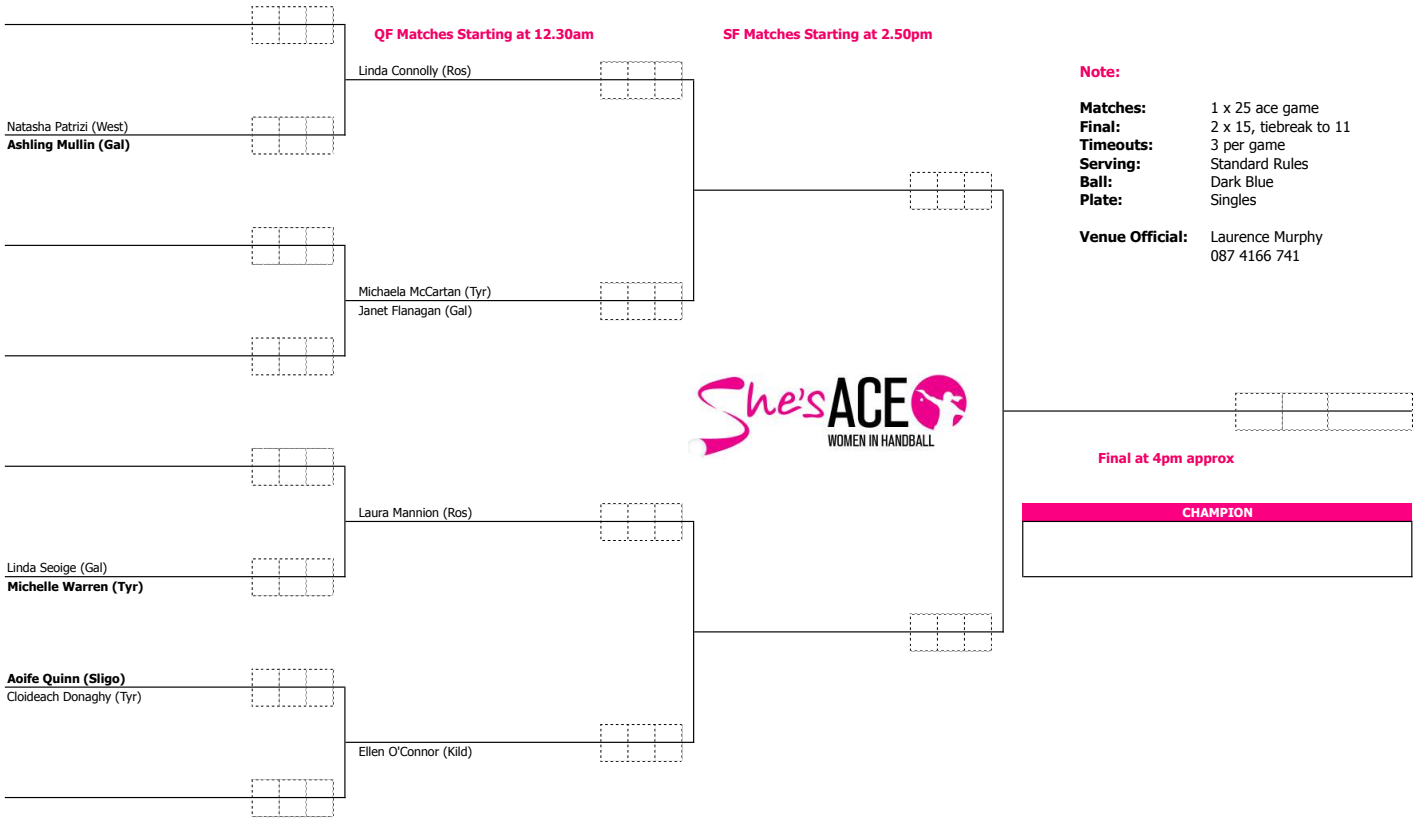 QF Matches Starting at 12.30am
SF Matches Starting at 2.50pm
Linda Connolly (Ros)
Note:
Matches: 1 x 25 ace game
Final: 2 x 15, tiebreak to 11
Timeouts: 3 per game
Serving: Standard Rules
Ball: Dark Blue
Plate: Singles
Venue Official: Laurence Murphy
087 4166 741
Natasha Patrizi (West)
Ashling Mullin (Gal)
Michaela McCartan (Tyr)
Janet Flanagan (Gal)
She's ACE
WOMEN IN HANDBALL
Final at 4pm approx
CHAMPION
Laura Mannion (Ros)
Linda Seoige (Gal)
Michelle Warren (Tyr)
Aoife Quinn (Sligo)
Cloideach Donaghy (Tyr)
Ellen O'Connor (Kild)